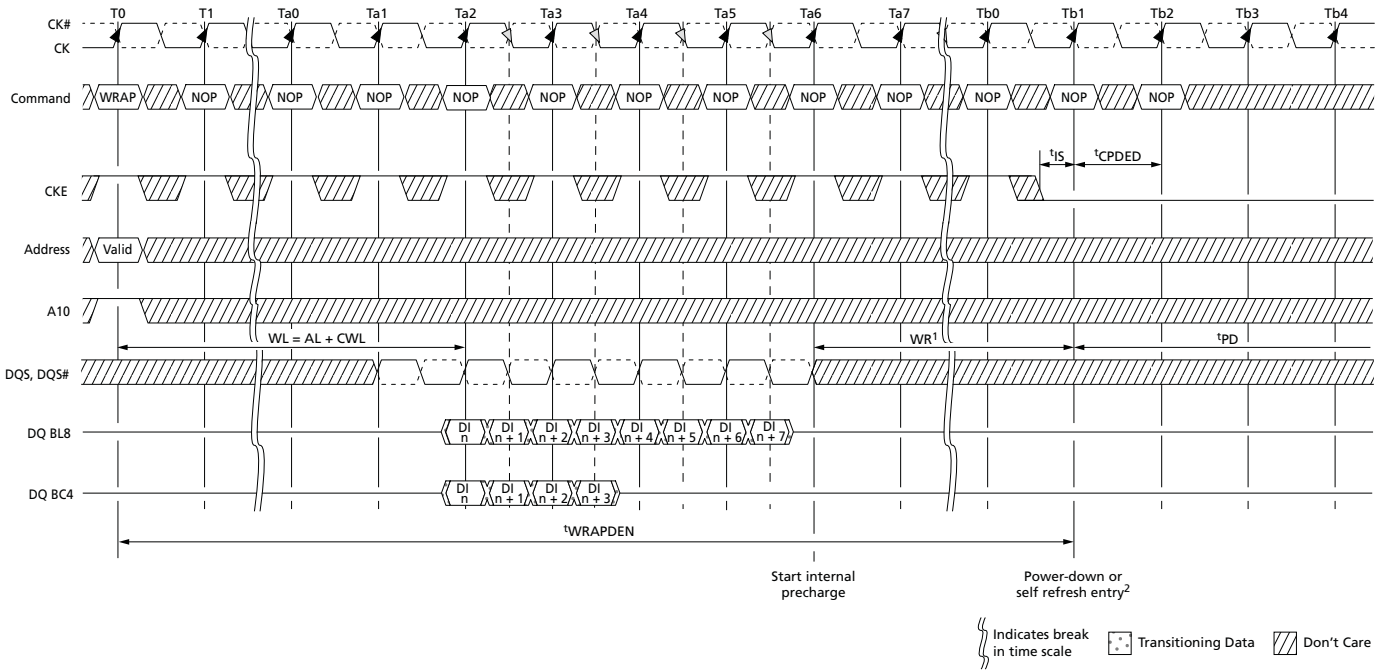 T0 T1 Ta0 Ta1 Ta2 Ta3 Ta4 Ta5 Ta6 Ta7 Tb0 Tb1 Tb2 Tb3 Tb4
CK#
CK
Command WRAP NOP NOP NOP NOP NOP NOP NOP NOP NOP NOP NOP NOP
tIS tCPDED
CKE
Address Valid
A10
WL = AL + CWL WR1 tPD
DQS, DQS#
DQ BL8 DI n DI n + 1 DI n + 2 DI n + 3 DI n + 4 DI n + 5 DI n + 6 DI n + 7
DQ BC4 DI n DI n + 1 DI n + 2 DI n + 3
tWRAPDEN
Start internal
precharge
Power-down or
self refresh entry2
Indicates break
in time scale
Transitioning Data
Don't Care